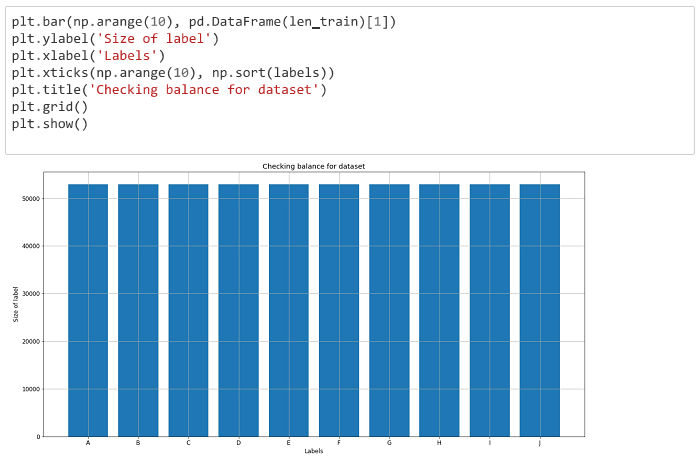 plt.bar(np.arange(10), pd.DataFrame(len_train)[1])
plt.ylabel('Size of label')
plt.xlabel('Labels')
plt.xticks(np.arange(10), np.sort(labels))
plt.title('Checking balance for dataset')
plt.grid()
plt.show()
Checking balance for dataset
50000
40000
30000
20000
10000
0
Size of label
A B C D E F G H I J
Labels